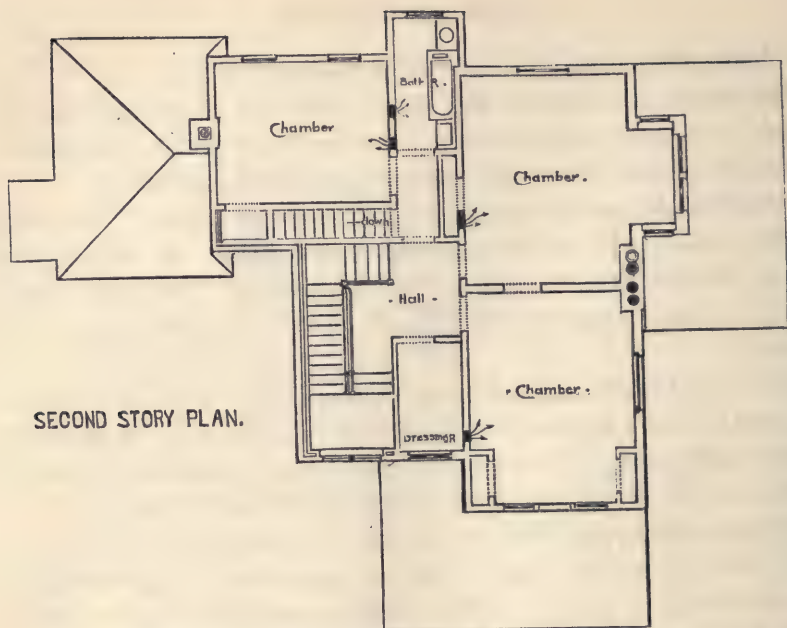 Bath R.
Chamber
Chamber.
Down
Hall
Chamber
SECOND STORY PLAN.
Dressing R